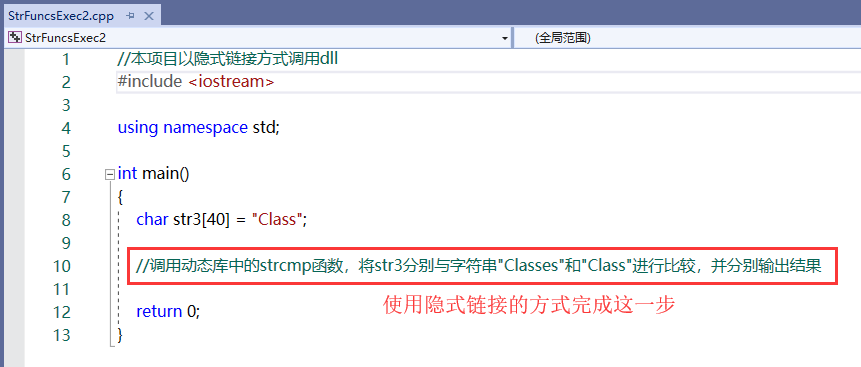 StrFuncsExec2.cpp
StrFuncsExec2 (全局范围)
1 //本项目以隐式链接方式调用dll
2 #include <iostream>
3
4 using namespace std;
5
6 int main()
7 {
8 char str3[40] = "Class";
9
10 //调用动态库中的strcmp函数，将str3分别与字符串"Classes"和"Class"进行比较，并分别输出结果
11
使用隐式链接的方式完成这一步
12 return 0;
13 }